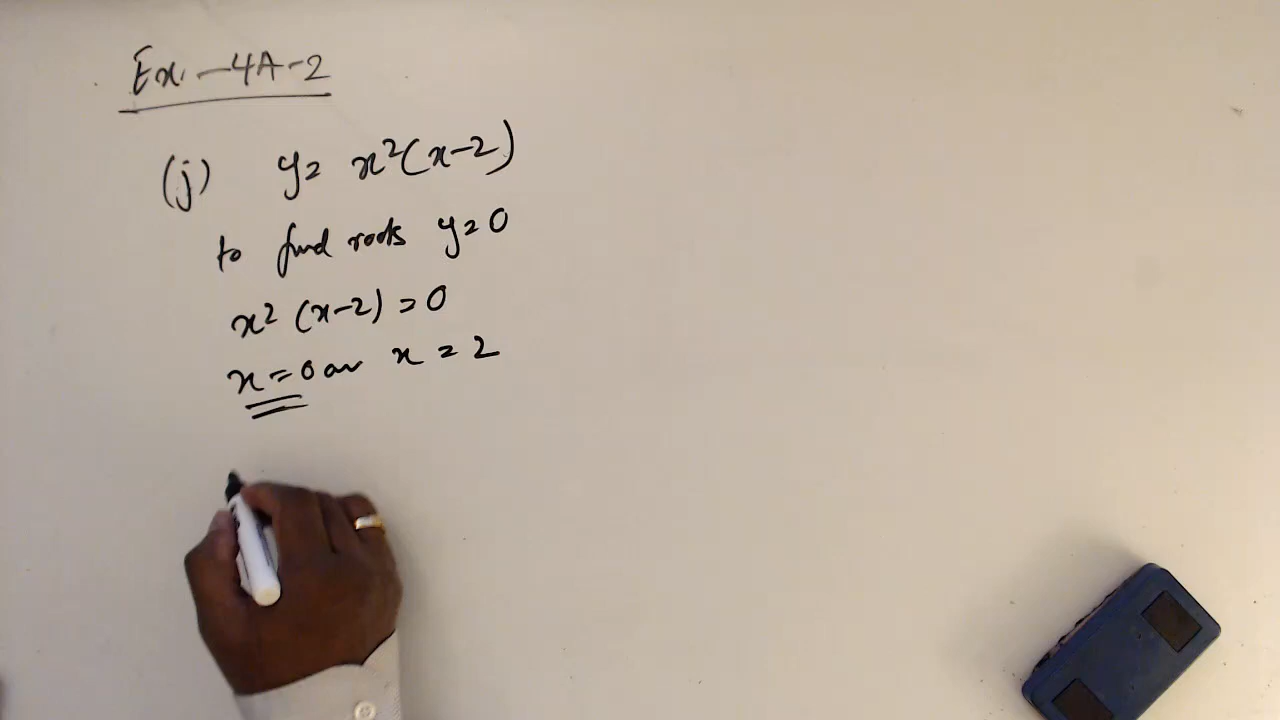 Ex. - 4A - 2
(j) y = x²(x-2)
to find roots y = 0
x² (x-2) = 0
x = 0 or x = 2